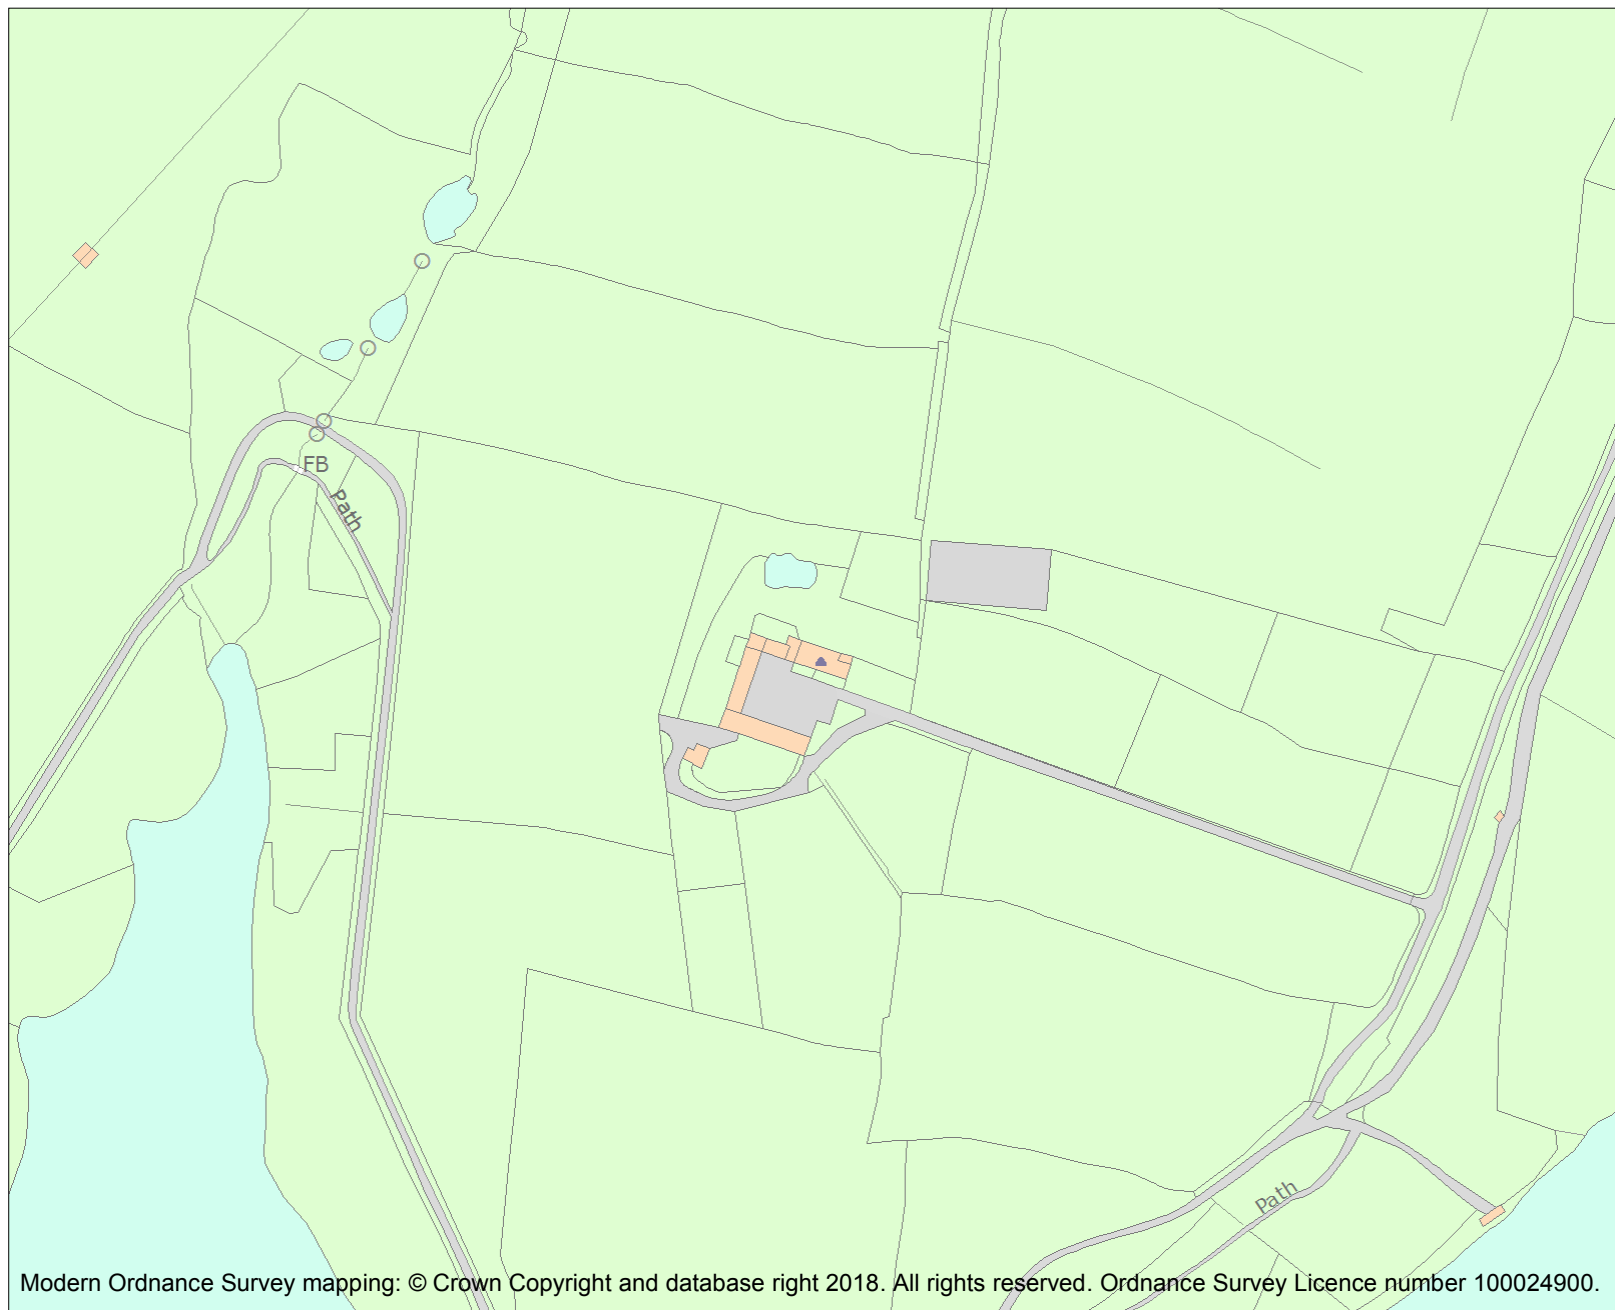 FB
Path
Path
Modern Ordnance Survey mapping: © Crown Copyright and database right 2018. All rights reserved. Ordnance Survey Licence number 100024900.